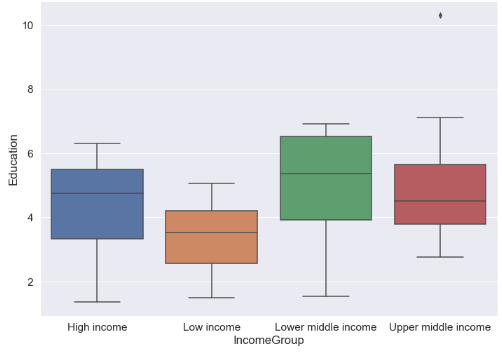 10
8
6
4
2
Education
High income
Low income
Lower middle income
Upper middle income
IncomeGroup